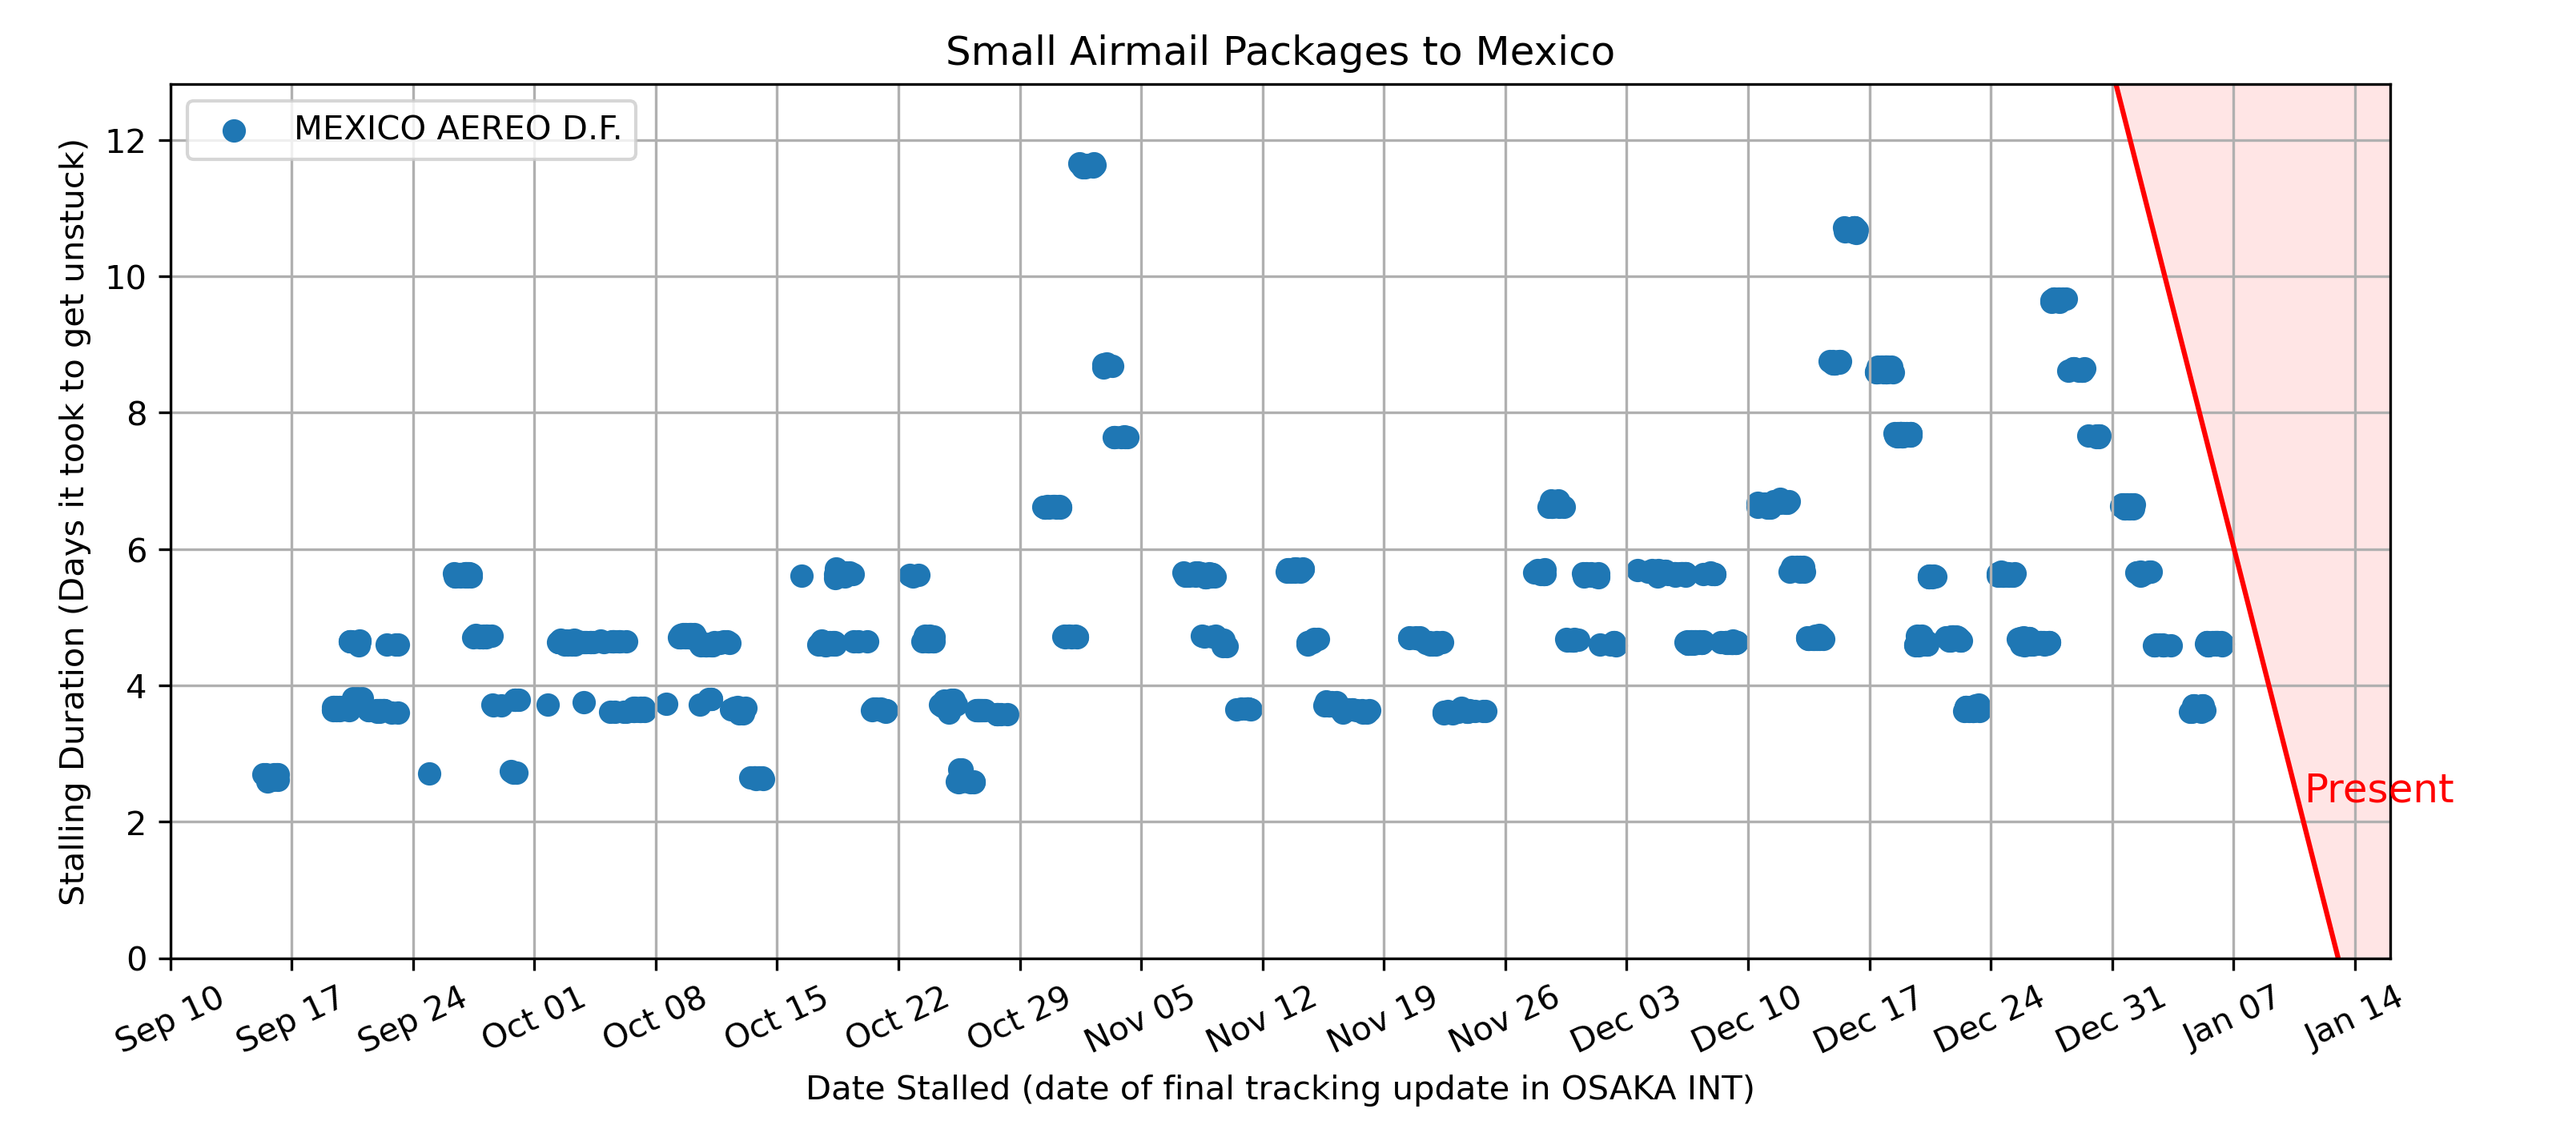 Small Airmail Packages to Mexico
MEXICO AEREO D.F.
Stalling Duration (Days it took to get unstuck)
12
10
8
6
4
2
0
Present
Sep 10
Sep 17
Sep 24
Oct 01
Oct 08
Oct 15
Oct 22
Oct 29
Nov 05
Nov 12
Nov 19
Nov 26
Dec 03
Dec 10
Dec 17
Dec 24
Dec 31
Jan 07
Jan 14
Date Stalled (date of final tracking update in OSAKA INT)